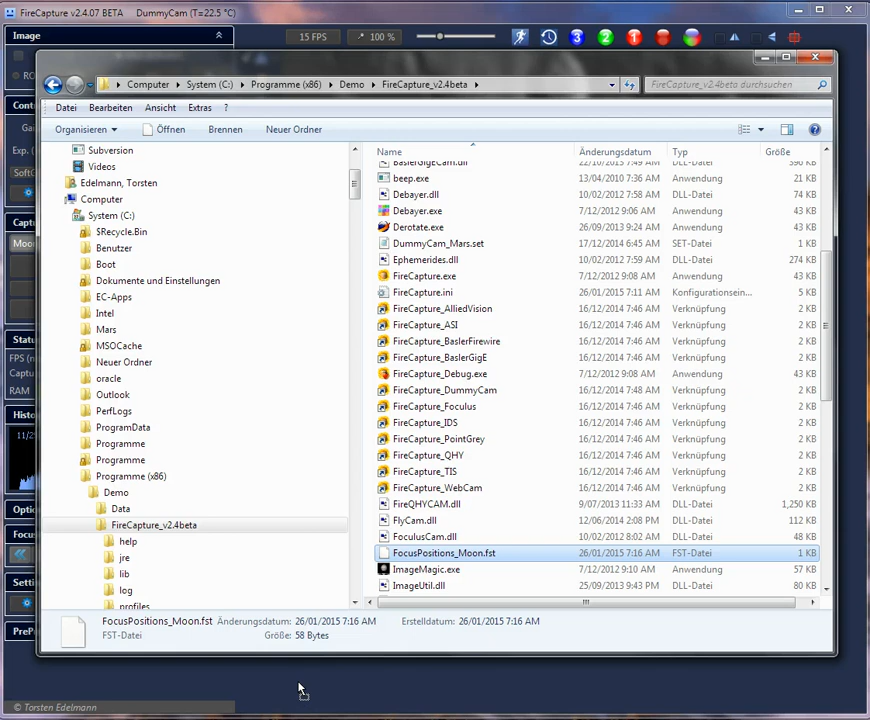 FireCapture v2.4.07 BETA DummyCam (T=22.5 °C)
Image
15 FPS
100 %
3 2 1
Computer System (C:) Programme (x86) Demo FireCapture_v2.4beta
FireCapture_v2.4beta durchsuchen
Datei Bearbeiten Ansicht Extras ?
Organisieren Öffnen Brennen Neuer Ordner
Subversion
Videos
Edelmann, Torsten
Computer
System (C:)
$Recycle.Bin
Benutzer
Boot
Dokumente und Einstellungen
EC-Apps
Intel
Mars
MSOCache
Neuer Ordner
oracle
Outlook
PerfLogs
ProgramData
Programme
Programme
Programme (x86)
Demo
Data
FireCapture_v2.4beta
help
jre
lib
log
profiles
Name Änderungsdatum Typ Größe
BaslerGigeCam.dll 22/10/2013 7:49 AM DLL-Datei 396 KB
beep.exe 13/04/2010 7:36 AM Anwendung 21 KB
Debayer.dll 10/02/2012 7:58 AM DLL-Datei 74 KB
Debayer.exe 7/12/2012 9:06 AM Anwendung 43 KB
Derotate.exe 26/09/2013 9:24 AM Anwendung 43 KB
DummyCam_Mars.set 17/12/2014 6:45 AM SET-Datei 1 KB
Ephemerides.dll 10/02/2012 7:59 AM DLL-Datei 274 KB
FireCapture.exe 7/12/2012 9:06 AM Anwendung 43 KB
FireCapture.ini 26/01/2015 7:11 AM Konfigurationsein... 5 KB
FireCapture_AlliedVision 16/12/2014 7:46 AM Verknüpfung 2 KB
FireCapture_ASI 16/12/2014 7:46 AM Verknüpfung 2 KB
FireCapture_BaslerFirewire 16/12/2014 7:46 AM Verknüpfung 2 KB
FireCapture_BaslerGigE 16/12/2014 7:46 AM Verknüpfung 2 KB
FireCapture_Debug.exe 7/12/2012 9:08 AM Anwendung 43 KB
FireCapture_DummyCam 16/12/2014 7:48 AM Verknüpfung 2 KB
FireCapture_Foculus 16/12/2014 7:46 AM Verknüpfung 2 KB
FireCapture_IDS 16/12/2014 7:46 AM Verknüpfung 2 KB
FireCapture_PointGrey 16/12/2014 7:46 AM Verknüpfung 2 KB
FireCapture_QHY 16/12/2014 7:46 AM Verknüpfung 2 KB
FireCapture_TIS 16/12/2014 7:46 AM Verknüpfung 2 KB
FireCapture_WebCam 16/12/2014 7:46 AM Verknüpfung 2 KB
FireQHYCAM.dll 9/07/2013 11:33 AM DLL-Datei 1,250 KB
FlyCam.dll 12/06/2014 2:08 PM DLL-Datei 112 KB
FoculusCam.dll 10/02/2012 8:02 AM DLL-Datei 48 KB
FocusPositions_Moon.fst 26/01/2015 7:16 AM FST-Datei 1 KB
ImageMagic.exe 7/12/2012 9:10 AM Anwendung 57 KB
ImageUtil.dll 25/09/2013 9:43 PM DLL-Datei 80 KB
FocusPositions_Moon.fst Änderungsdatum: 26/01/2015 7:16 AM Erstelldatum: 26/01/2015 7:16 AM
FST-Datei Größe: 58 Bytes
© Torsten Edelmann